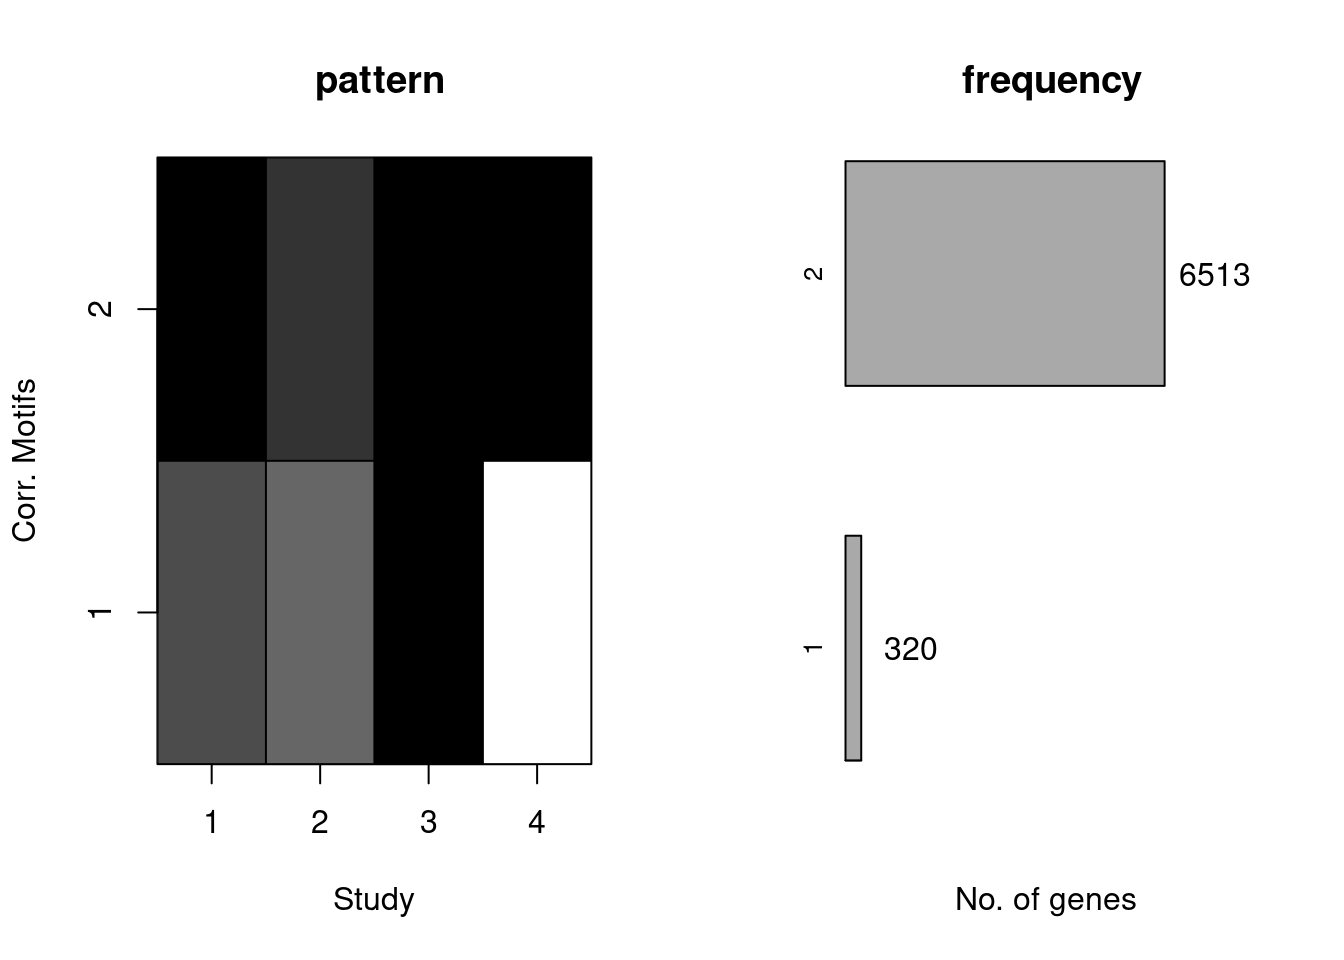 pattern
Corr. Motifs
2
1
1 2 3 4
Study
frequency
2
6513
1
320
No. of genes